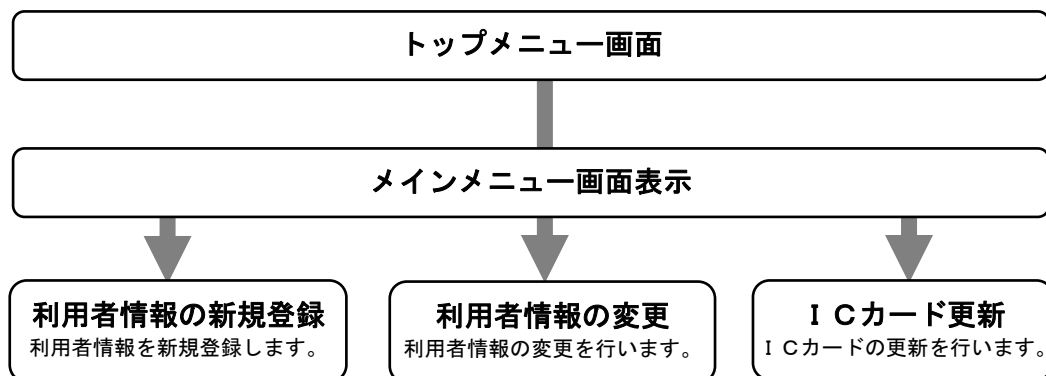 トップメニュー画面
メインメニュー画面表示
利用者情報の新規登録
利用者情報を新規登録します。
利用者情報の変更
利用者情報の変更を行います。
ＩＣカード更新
ＩＣカードの更新を行います。